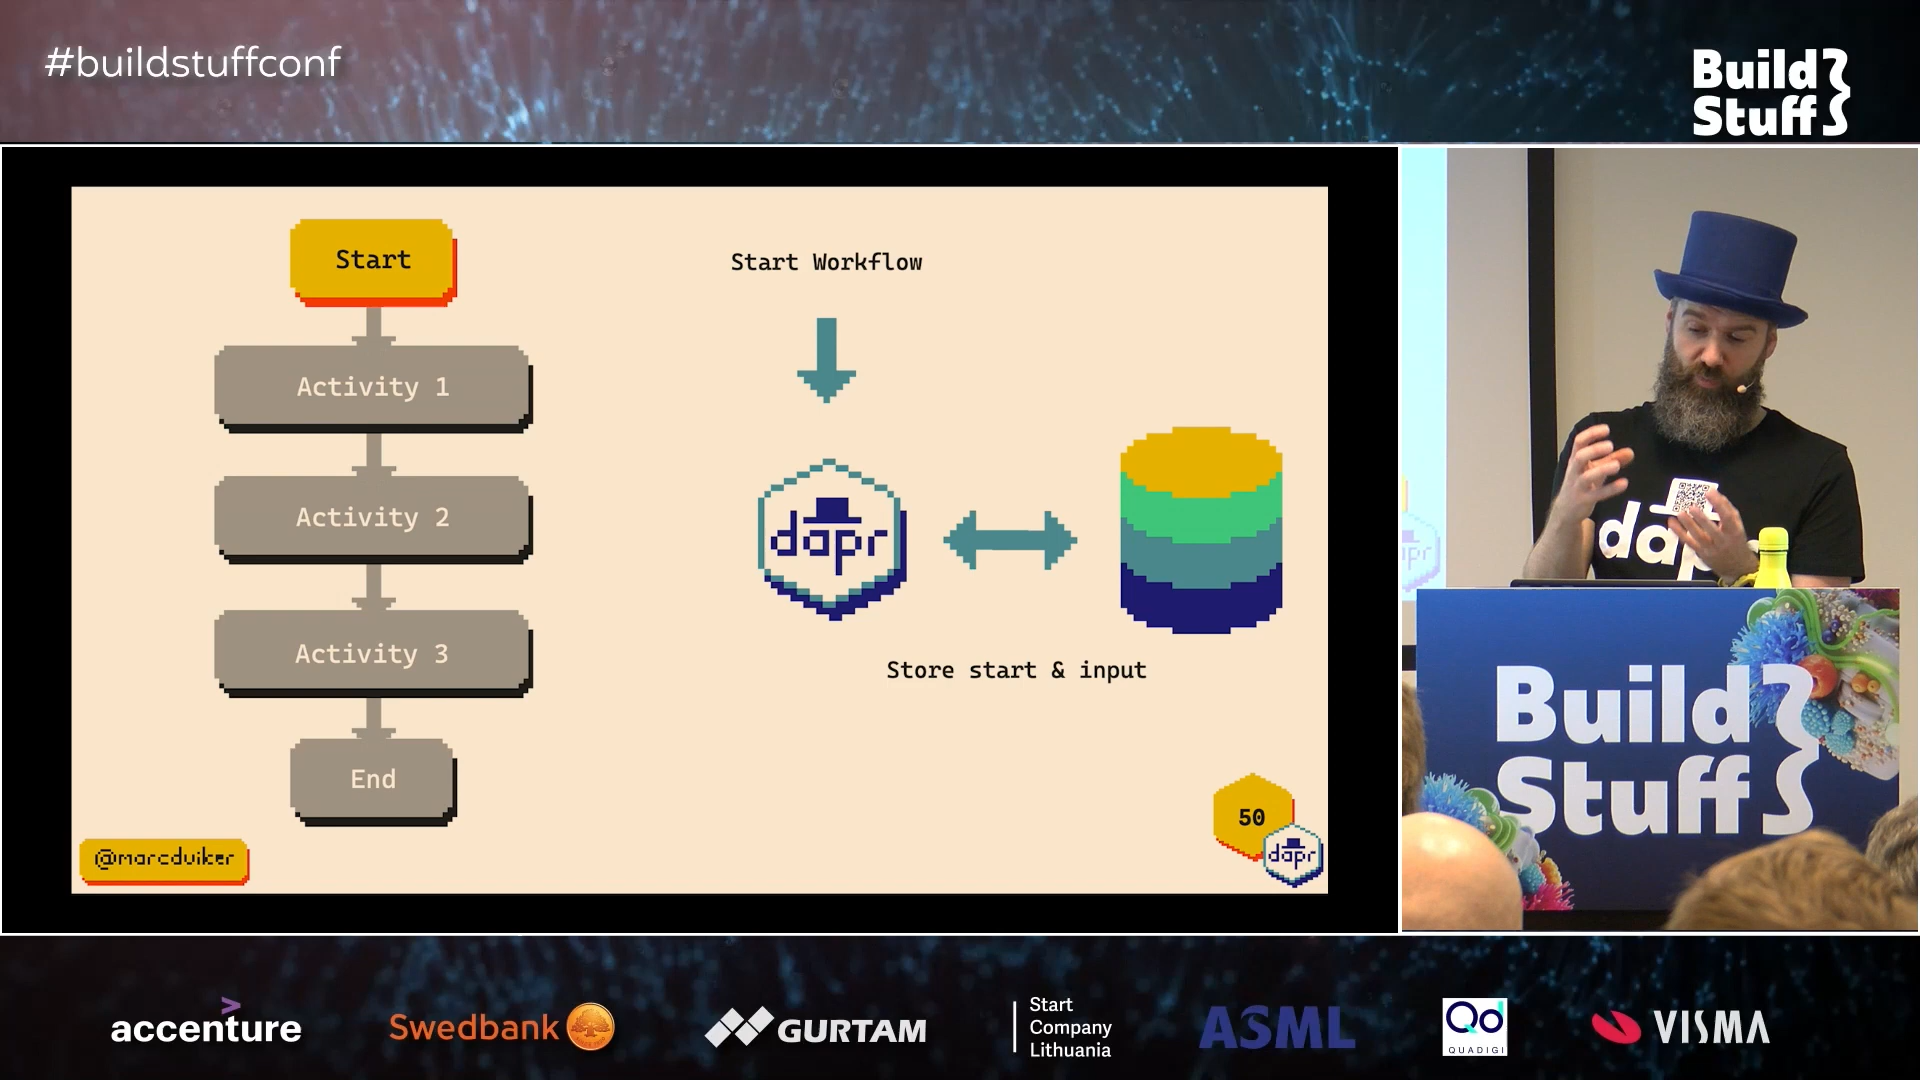 #buildstuffconf
Build
Stuff
Start
Activity 1
Activity 2
Activity 3
End
Start Workflow
dapr
Store start & input
@marcduiker
50
dapr
dapr
Build
Stuff
accenture
Swedbank
GURTAM
Start
Company
Lithuania
ASML
Qd
QUADIGI
VISMA